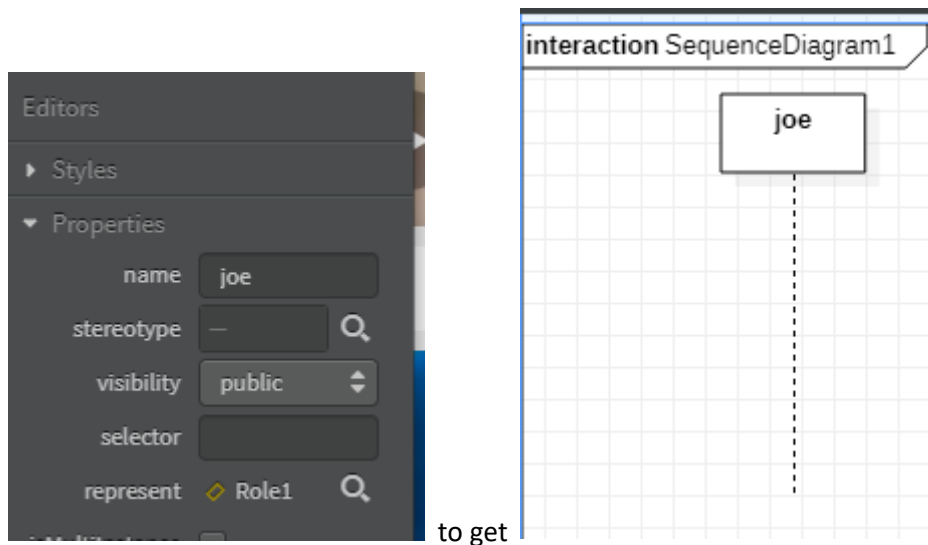 Editors
Styles
Properties
name joe
stereotype —
visibility public
selector
represent Role1
to get
interaction SequenceDiagram1
joe